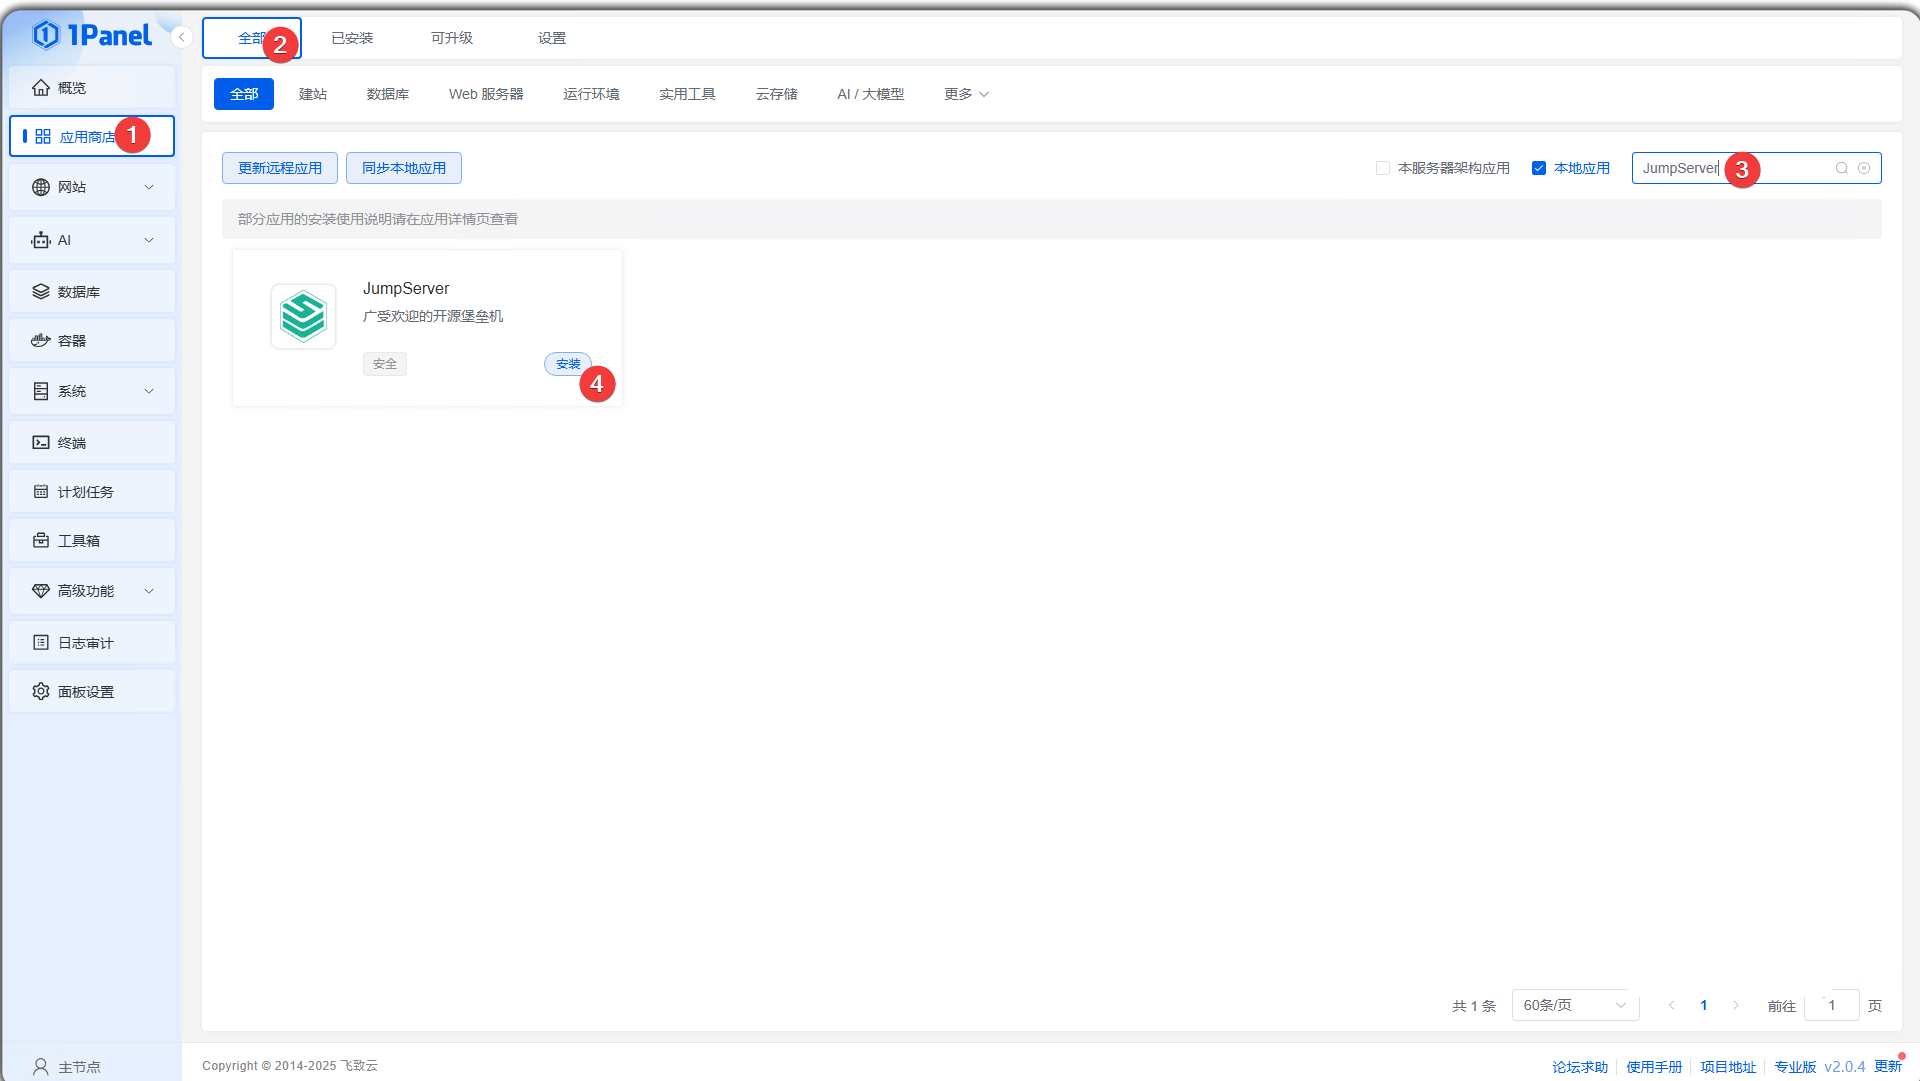 1Panel
概览
应用商店
1
网站
AI
数据库
容器
系统
终端
计划任务
工具箱
高级功能
日志审计
面板设置
主节点
全部
2
已安装 可升级 设置
全部 建站 数据库 Web 服务器 运行环境 实用工具 云存储 AI / 大模型 更多
更新远程应用 同步本地应用 本服务器架构应用 本地应用 JumpServer 3
部分应用的安装使用说明请在应用详情页查看
JumpServer
广受欢迎的开源堡垒机
安全 安装
4
共 1 条 60条/页 1 前往 1 页
Copyright © 2014-2025 飞致云 论坛求助 使用手册 项目地址 专业版 v2.0.4 更新